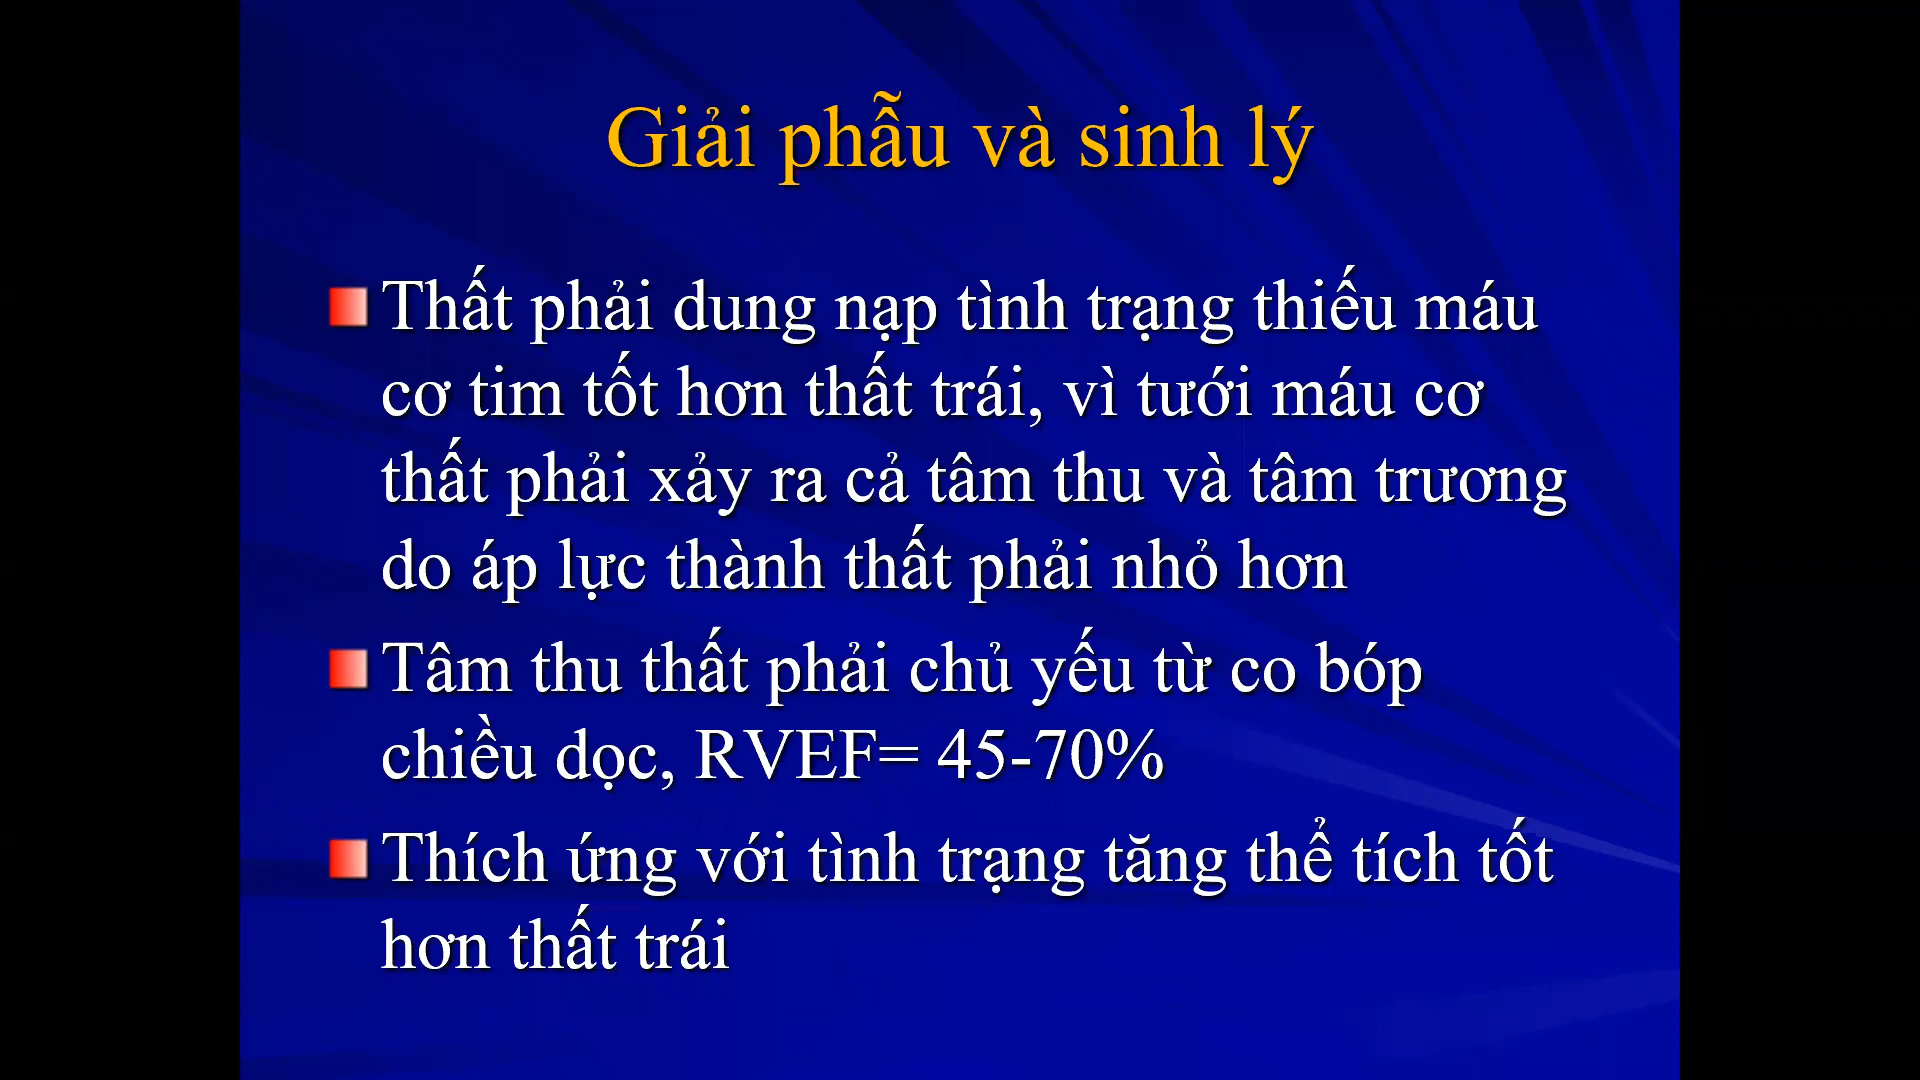 Giải phẫu và sinh lý
Thất phải dung nạp tình trạng thiếu máu
cơ tim tốt hơn thất trái, vì tưới máu cơ
thất phải xảy ra cả tâm thu và tâm trương
do áp lực thành thất phải nhỏ hơn
Tâm thu thất phải chủ yếu từ co bóp
chiều dọc, RVEF= 45-70%
Thích ứng với tình trạng tăng thể tích tốt
hơn thất trái